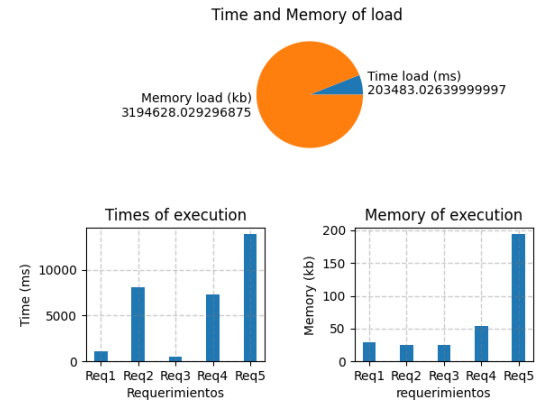 Time and Memory of load
Time load (ms)
203483.02639999997
Memory load (kb)
3194628.029296875
Times of execution
Time (ms)
10000
5000
0
Req1 Req2 Req3 Req4 Req5
Requerimientos
Memory of execution
Memory (kb)
200
150
100
50
0
Req1 Req2 Req3 Req4 Req5
requerimientos